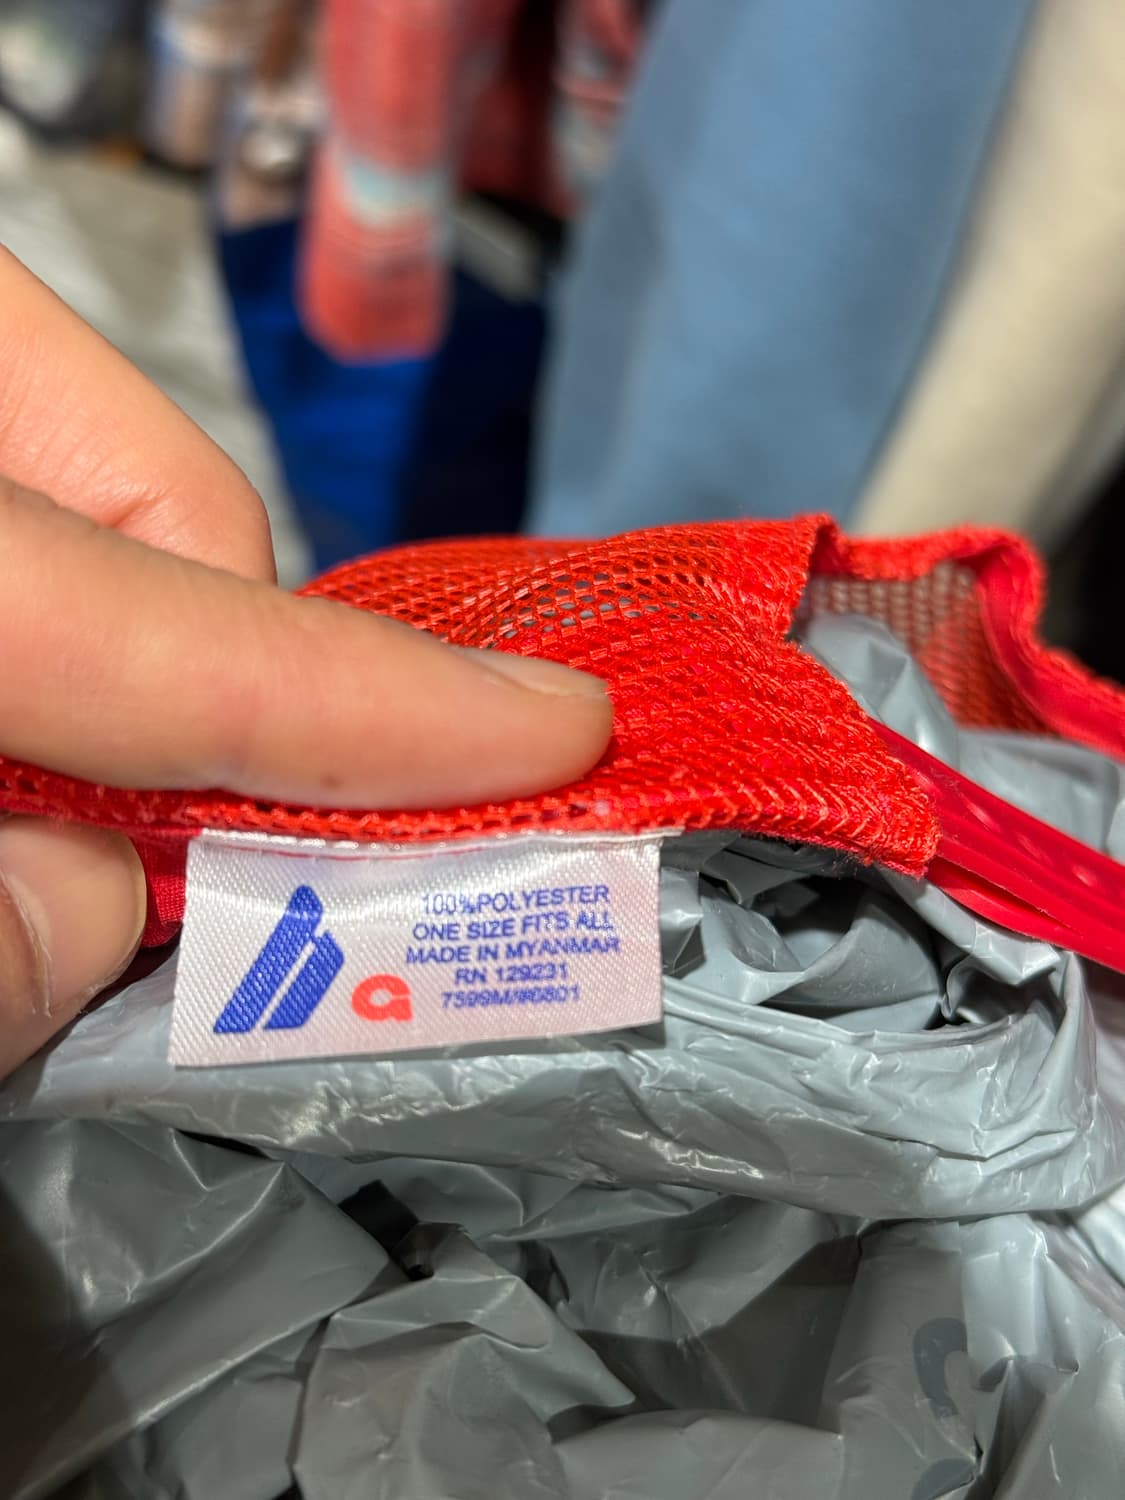 100%POLYESTER
ONE SIZE FITS ALL
MADE IN MYANMAR
RN 129231
G